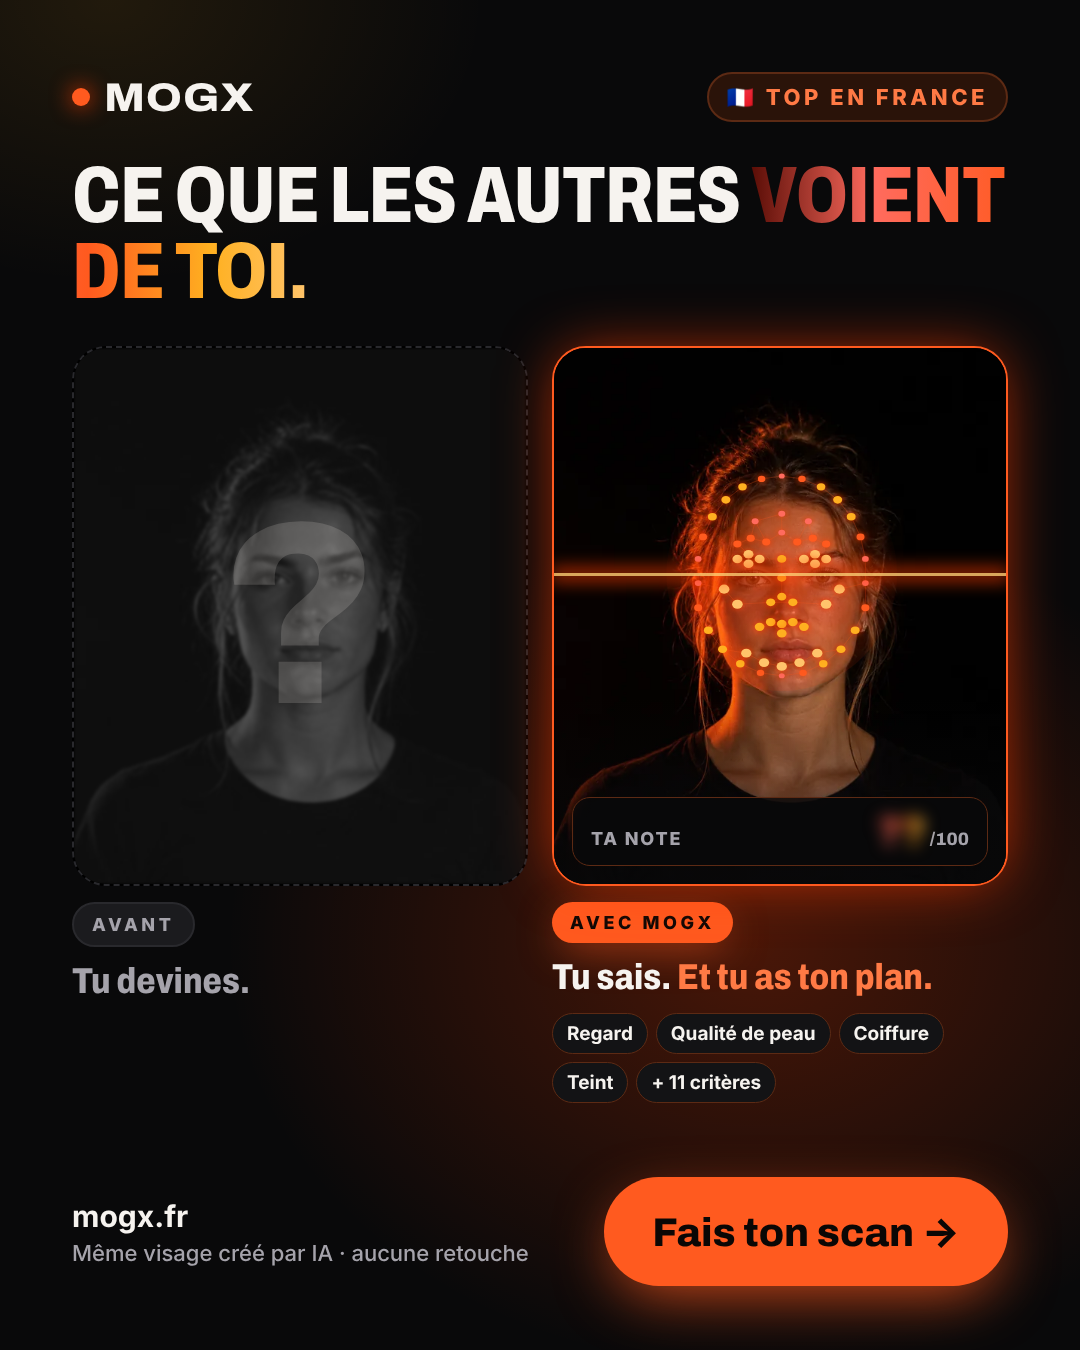 MOGX
🇫🇷 TOP EN FRANCE
CE QUE LES AUTRES VOIENT
DE TOI.
?
TA NOTE /100
AVANT
Tu devines.
AVEC MOGX
Tu sais. Et tu as ton plan.
Regard Qualité de peau Coiffure
Teint + 11 critères
mogx.fr
Même visage créé par IA · aucune retouche
Fais ton scan →